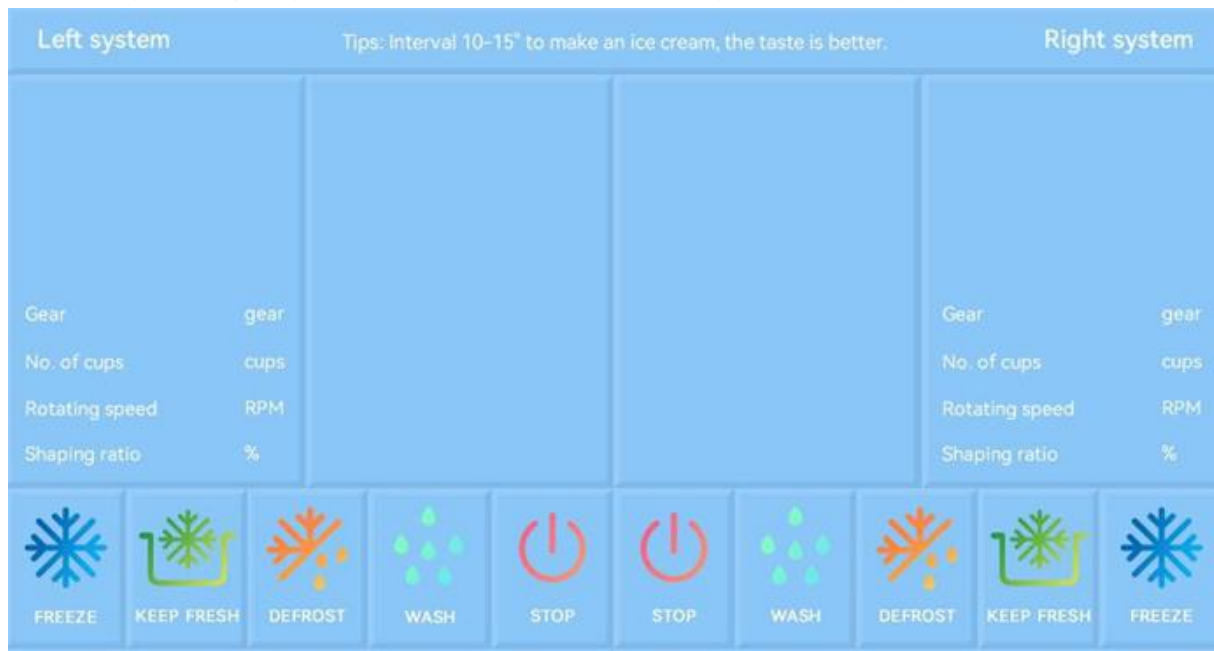 Left system Tips: Interval 10-15" to make an ice cream, the taste is better. Right system
Gear gear Gear gear
No. of cups cups No. of cups cups
Rotating speed RPM Rotating speed RPM
Shaping ratio % Shaping ratio %
FREEZE KEEP FRESH DEFROST WASH STOP STOP WASH DEFROST KEEP FRESH FREEZE